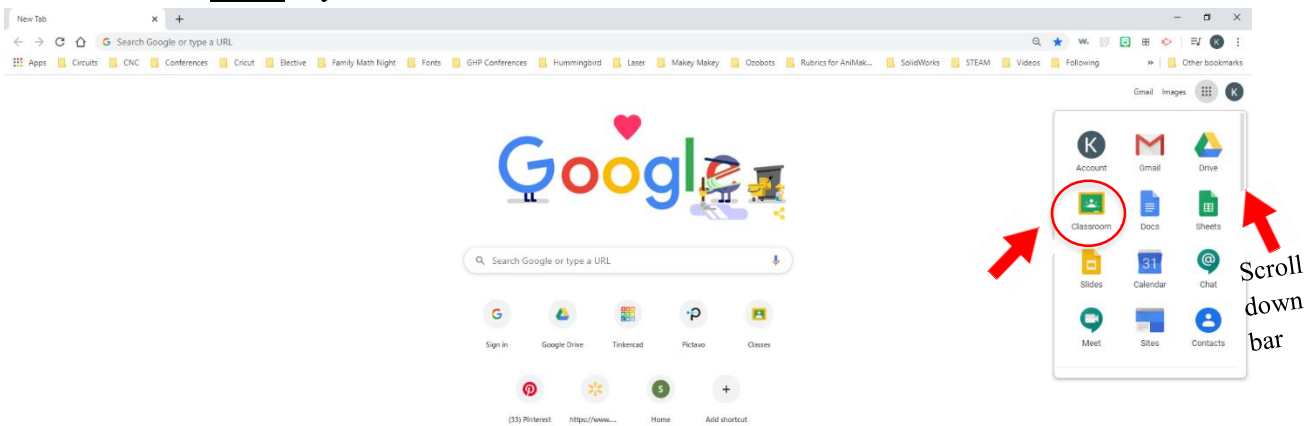 New Tab
Search Google or type a URL
Apps Circuits CNC Conferences Cricut Elective Family Math Night Fonts GHP Conferences Hummingbird Laser Makey Makey Ozobots Rubrics for AniMak... SolidWorks STEAM Videos Following Other bookmarks
Gmail Images K
Google
K
Account Gmail Drive
Classroom Docs Sheets
Search Google or type a URL
31
Slides Calendar Chat
Scroll
down
bar
Sign in Google Drive Tinkercad Pictavo Classes
Meet Sites Contacts
(33) Pinterest https://www.... Home Add shortcut